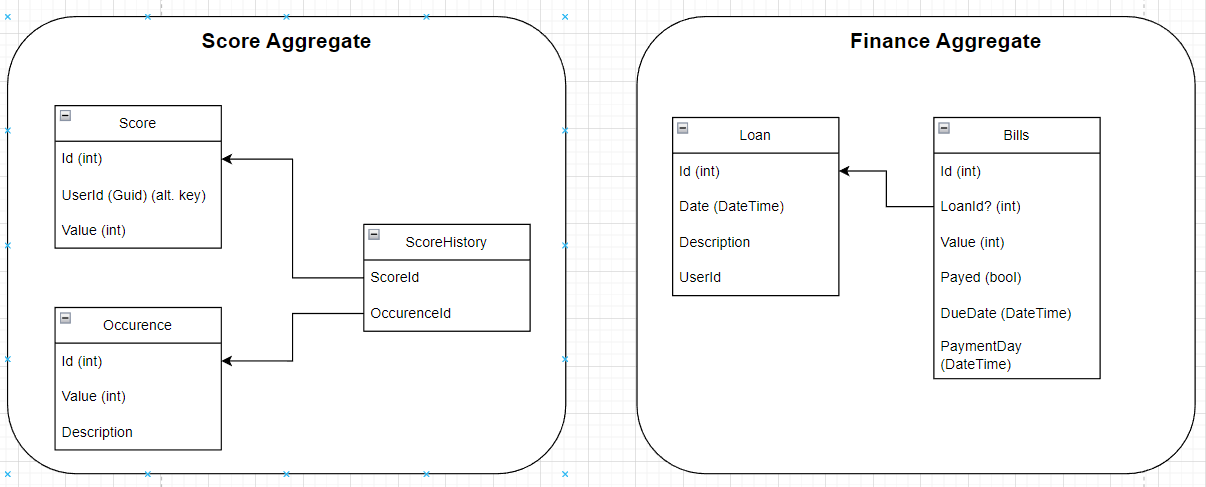 Score Aggregate
Score
Id (int)
UserId (Guid) (alt. key)
Value (int)
ScoreHistory
ScoreId
OccurenceId
Occurence
Id (int)
Value (int)
Description
Finance Aggregate
Loan
Id (int)
Date (DateTime)
Description
UserId
Bills
Id (int)
LoanId? (int)
Value (int)
Payed (bool)
DueDate (DateTime)
PaymentDay
(DateTime)